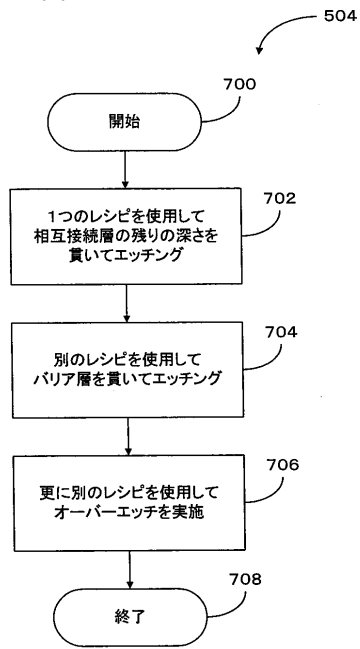 504
700
開始
702
1つのレシピを使用して
相互接続層の残りの深さを
貫いてエッチング
704
別のレシピを使用して
バリア層を貫いてエッチング
706
更に別のレシピを使用して
オーバーエッチを実施
708
終了